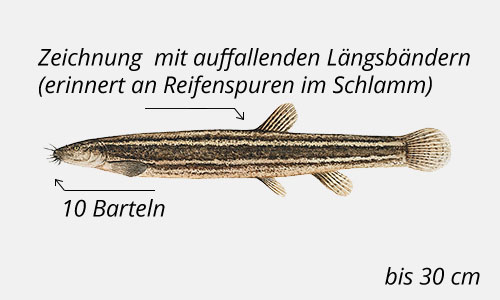 Zeichnung mit auffallenden Längsbändern
(erinnert an Reifenspuren im Schlamm)
10 Barteln
bis 30 cm